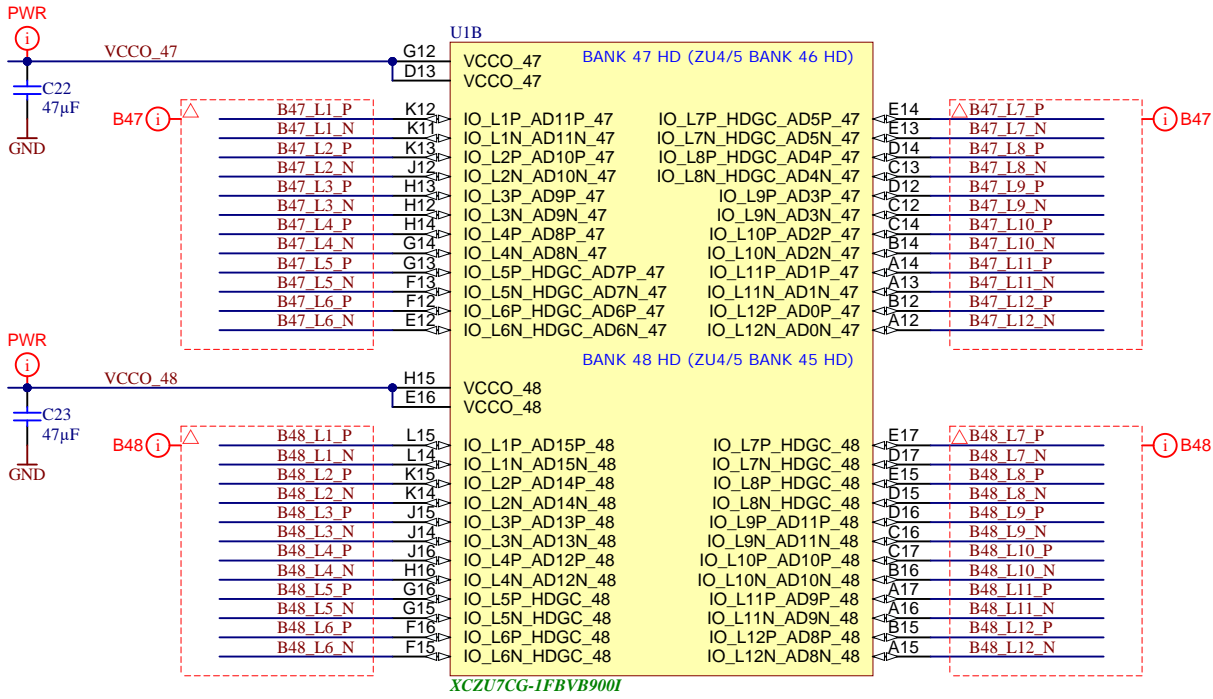 PWR
i
VCCO_47
C22
47µF
GND
U1B
BANK 47 HD (ZU4/5 BANK 46 HD)
G12 VCCO_47
D13 VCCO_47
B47 i
B47_L1_P K12 IO_L1P_AD11P_47 IO_L7P_HDGC_AD5P_47 E14 B47_L7_P
B47_L1_N K11 IO_L1N_AD11N_47 IO_L7N_HDGC_AD5N_47 E13 B47_L7_N
B47_L2_P K13 IO_L2P_AD10P_47 IO_L8P_HDGC_AD4P_47 D14 B47_L8_P
B47_L2_N J12 IO_L2N_AD10N_47 IO_L8N_HDGC_AD4N_47 C13 B47_L8_N
B47_L3_P H13 IO_L3P_AD9P_47 IO_L9P_AD3P_47 D12 B47_L9_P
B47_L3_N H12 IO_L3N_AD9N_47 IO_L9N_AD3N_47 C12 B47_L9_N
B47_L4_P H14 IO_L4P_AD8P_47 IO_L10P_AD2P_47 C14 B47_L10_P
B47_L4_N G14 IO_L4N_AD8N_47 IO_L10N_AD2N_47 B14 B47_L10_N
B47_L5_P G13 IO_L5P_HDGC_AD7P_47 IO_L11P_AD1P_47 A14 B47_L11_P
B47_L5_N F13 IO_L5N_HDGC_AD7N_47 IO_L11N_AD1N_47 A13 B47_L11_N
B47_L6_P F12 IO_L6P_HDGC_AD6P_47 IO_L12P_AD0P_47 B12 B47_L12_P
B47_L6_N E12 IO_L6N_HDGC_AD6N_47 IO_L12N_AD0N_47 A12 B47_L12_N
i B47
PWR
i
VCCO_48
C23
47µF
GND
BANK 48 HD (ZU4/5 BANK 45 HD)
H15 VCCO_48
E16 VCCO_48
B48 i
B48_L1_P L15 IO_L1P_AD15P_48 IO_L7P_HDGC_48 E17 B48_L7_P
B48_L1_N L14 IO_L1N_AD15N_48 IO_L7N_HDGC_48 D17 B48_L7_N
B48_L2_P K15 IO_L2P_AD14P_48 IO_L8P_HDGC_48 E15 B48_L8_P
B48_L2_N K14 IO_L2N_AD14N_48 IO_L8N_HDGC_48 D15 B48_L8_N
B48_L3_P J15 IO_L3P_AD13P_48 IO_L9P_AD11P_48 D16 B48_L9_P
B48_L3_N J14 IO_L3N_AD13N_48 IO_L9N_AD11N_48 C16 B48_L9_N
B48_L4_P J16 IO_L4P_AD12P_48 IO_L10P_AD10P_48 C17 B48_L10_P
B48_L4_N H16 IO_L4N_AD12N_48 IO_L10N_AD10N_48 B16 B48_L10_N
B48_L5_P G16 IO_L5P_HDGC_48 IO_L11P_AD9P_48 A17 B48_L11_P
B48_L5_N G15 IO_L5N_HDGC_48 IO_L11N_AD9N_48 A16 B48_L11_N
B48_L6_P F16 IO_L6P_HDGC_48 IO_L12P_AD8P_48 B15 B48_L12_P
B48_L6_N F15 IO_L6N_HDGC_48 IO_L12N_AD8N_48 A15 B48_L12_N
i B48
XCZU7CG-1FBVB900I